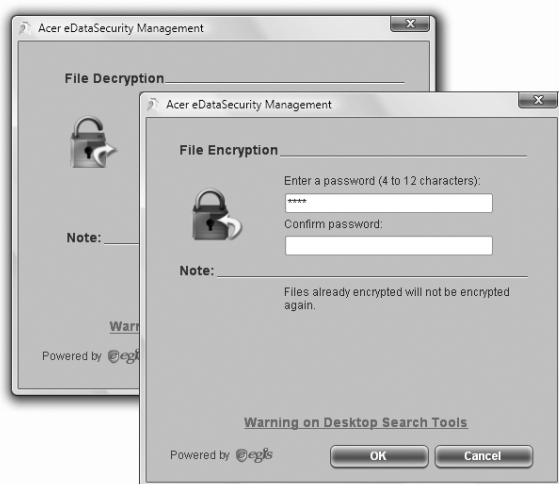 Acer eDataSecurity Management
File Decryption
Note:
Powered by
Acer eDataSecurity Management
File Encryption
Enter a password (4 to 12 characters):
****
Confirm password:
Note:
Files already encrypted will not be encrypted
again.
Warning on Desktop Search Tools
Powered by egis
OK
Cancel